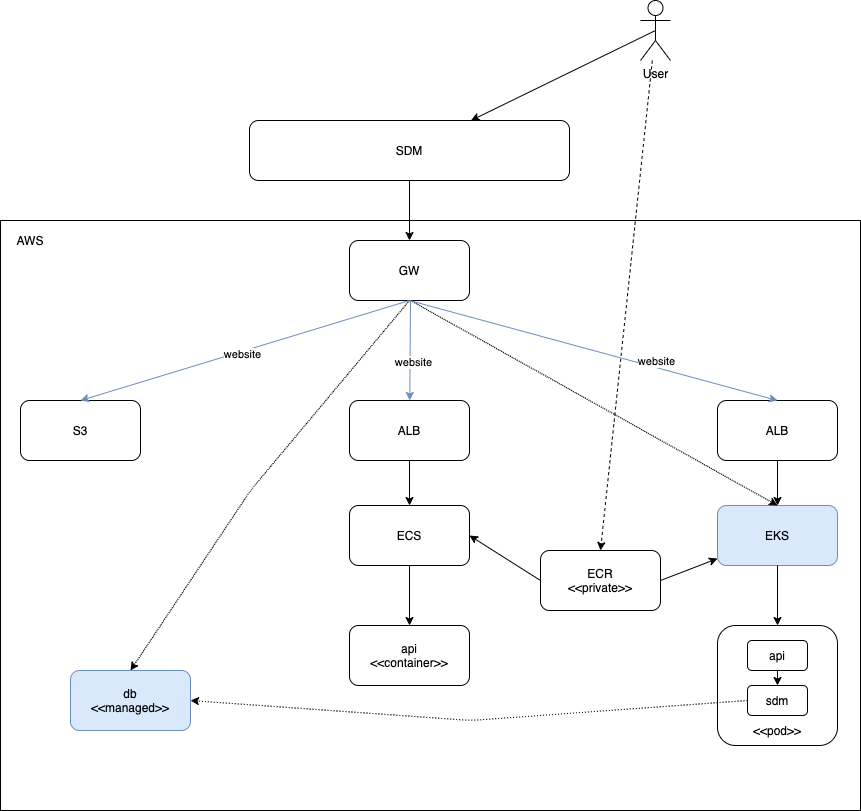 User
SDM
AWS
GW
website
website
website
S3
ALB
ALB
ECS
EKS
ECR
<<private>>
api
<<container>>
api
sdm
<<pod>>
db
<<managed>>